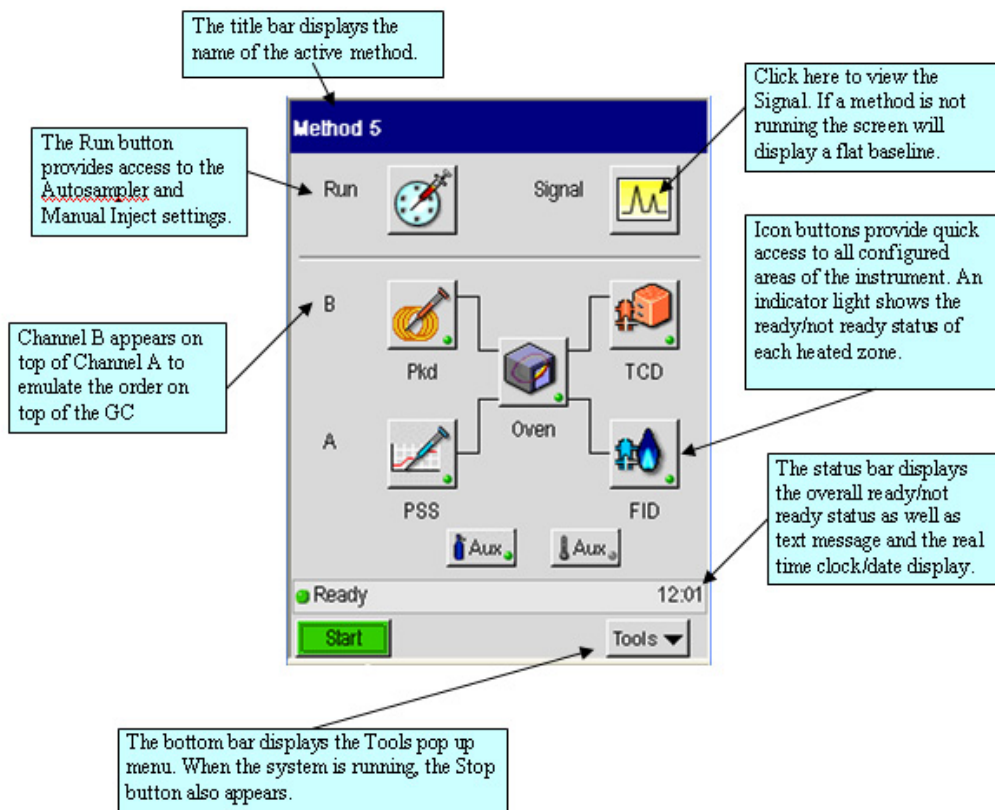 The title bar displays the
name of the active method.
Click here to view the
Signal. If a method is not
running the screen will
display a flat baseline.
The Run button
provides access to the
Autosampler and
Manual Inject settings.
Method 5
Run
Signal
Icon buttons provide quick
access to all configured
areas of the instrument. An
indicator light shows the
ready/not ready status of
each heated zone.
Channel B appears on
top of Channel A to
emulate the order on
top of the GC
B
Pkd
TCD
Oven
A
PSS
FID
Aux
Aux
The status bar displays
the overall ready/not
ready status as well as
text message and the real
time clock/date display.
Ready
12:01
Start
Tools
The bottom bar displays the Tools pop up
menu. When the system is running, the Stop
button also appears.